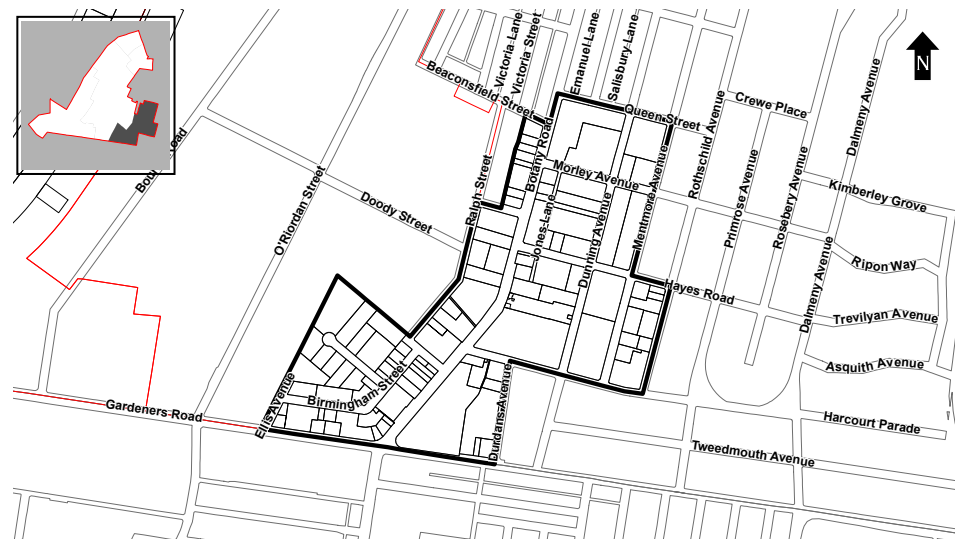 Victoria Lane
Victoria Street
Emanuel Lane
Salisbury Lane
N
Beaconsfield Street
Queen Street
Crewe Place
Dalmeny Avenue
Rothschild Avenue
Botany Road
Morley Avenue
Mentmore Avenue
Primrose Avenue
Rosebery Avenue
Kimberley Grove
Road
O'Riordan Street
Doody Street
Ralph Street
Jones Lane
Dunning Avenue
Ripon Way
Hayes Road
Dalmeny Avenue
Trevilyan Avenue
Asquith Avenue
Gardeners Road
Ellis Avenue
Birmingham Street
Durdans Avenue
Harcourt Parade
Tweedmouth Avenue